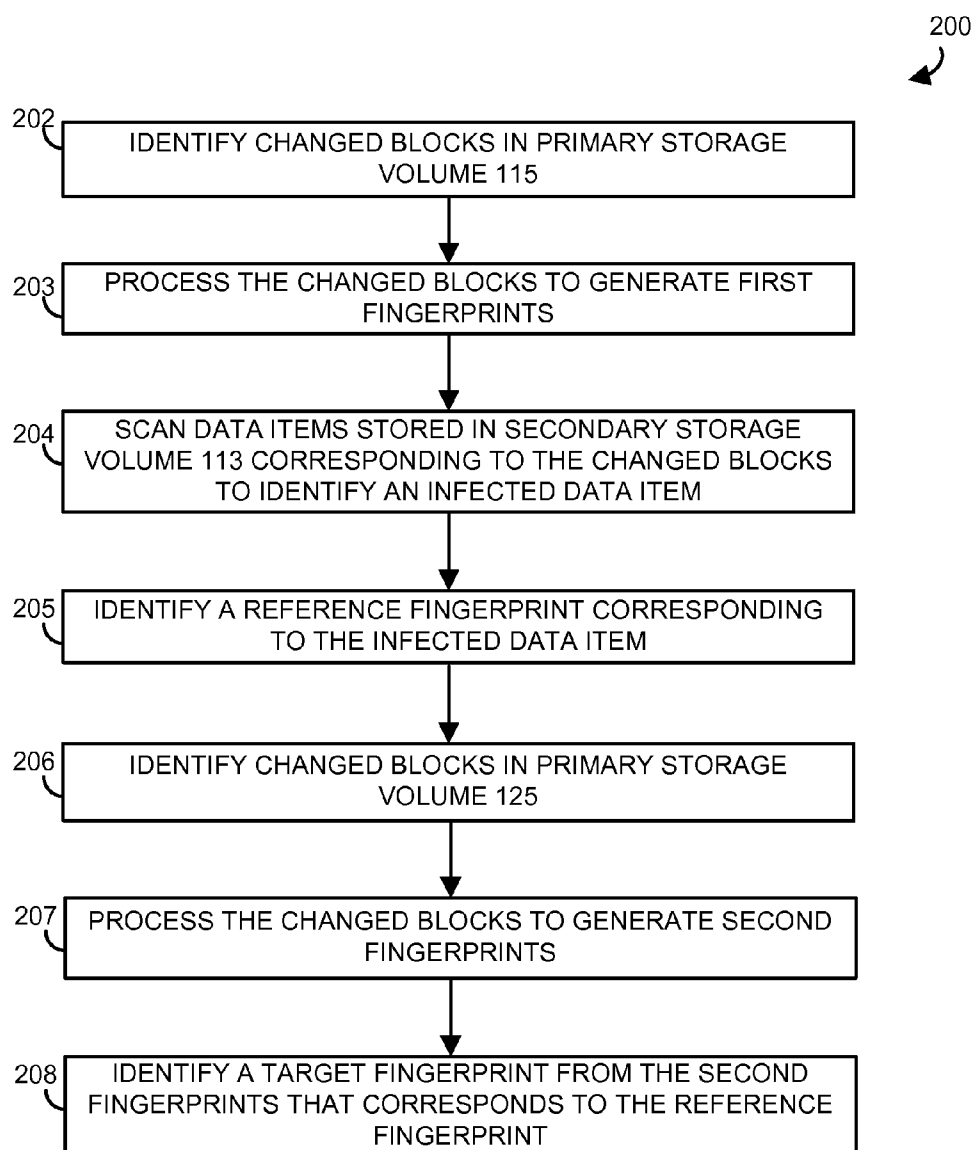 200
202
IDENTIFY CHANGED BLOCKS IN PRIMARY STORAGE
VOLUME 115
203
PROCESS THE CHANGED BLOCKS TO GENERATE FIRST
FINGERPRINTS
204
SCAN DATA ITEMS STORED IN SECONDARY STORAGE
VOLUME 113 CORRESPONDING TO THE CHANGED BLOCKS
TO IDENTIFY AN INFECTED DATA ITEM
205
IDENTIFY A REFERENCE FINGERPRINT CORRESPONDING
TO THE INFECTED DATA ITEM
206
IDENTIFY CHANGED BLOCKS IN PRIMARY STORAGE
VOLUME 125
207
PROCESS THE CHANGED BLOCKS TO GENERATE SECOND
FINGERPRINTS
208
IDENTIFY A TARGET FINGERPRINT FROM THE SECOND
FINGERPRINTS THAT CORRESPONDS TO THE REFERENCE
FINGERPRINT